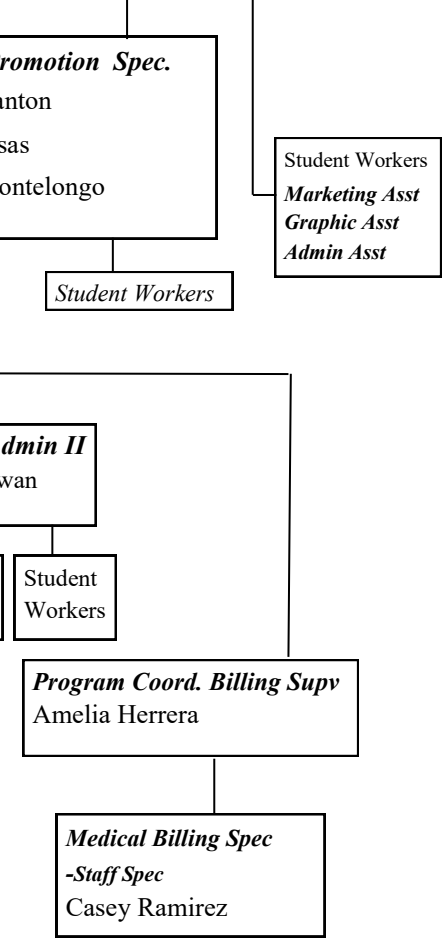 romotion Spec.
anton
sas
ontelongo
Student Workers
Marketing Asst
Graphic Asst
Admin Asst
Student Workers
dmin II
wan
Student
Workers
Program Coord. Billing Supv
Amelia Herrera
Medical Billing Spec
-Staff Spec
Casey Ramirez